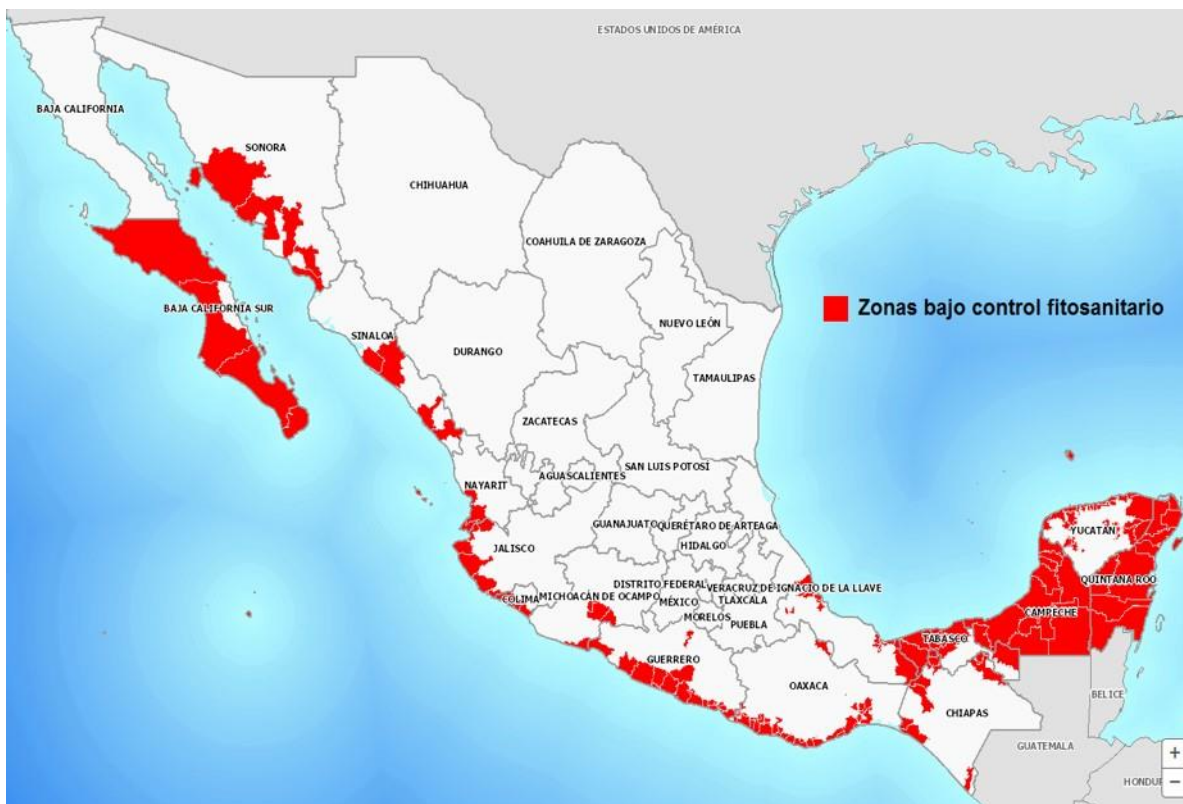 ESTADOS UNIDOS DE AMÉRICA
BAJA CALIFORNIA
SONORA
CHIHUAHUA
COAHUILA DE ZARAGOZA
BAJA CALIFORNIA SUR
Zonas bajo control fitosanitario
NUEVO LEÓN
SINALOA
DURANGO
TAMAULIPAS
ZACATECAS
SAN LUIS POTOSÍ
AGUASCALIENTES
NAYARIT
GUANAJUATO
QUERÉTARO DE ARTEAGA
YUCATÁN
JALISCO
HIDALGO
QUINTANA ROO
DISTRITO FEDERAL
VERACRUZ DE IGNACIO DE LA LLAVE
COLIMA
MICHOACÁN DE OCAMPO
MÉXICO
TLAXCALA
CAMPECHE
MORELOS
PUEBLA
TABASCO
GUERRERO
OAXACA
BELICE
CHIAPAS
GUATEMALA
+
−
HONDUR